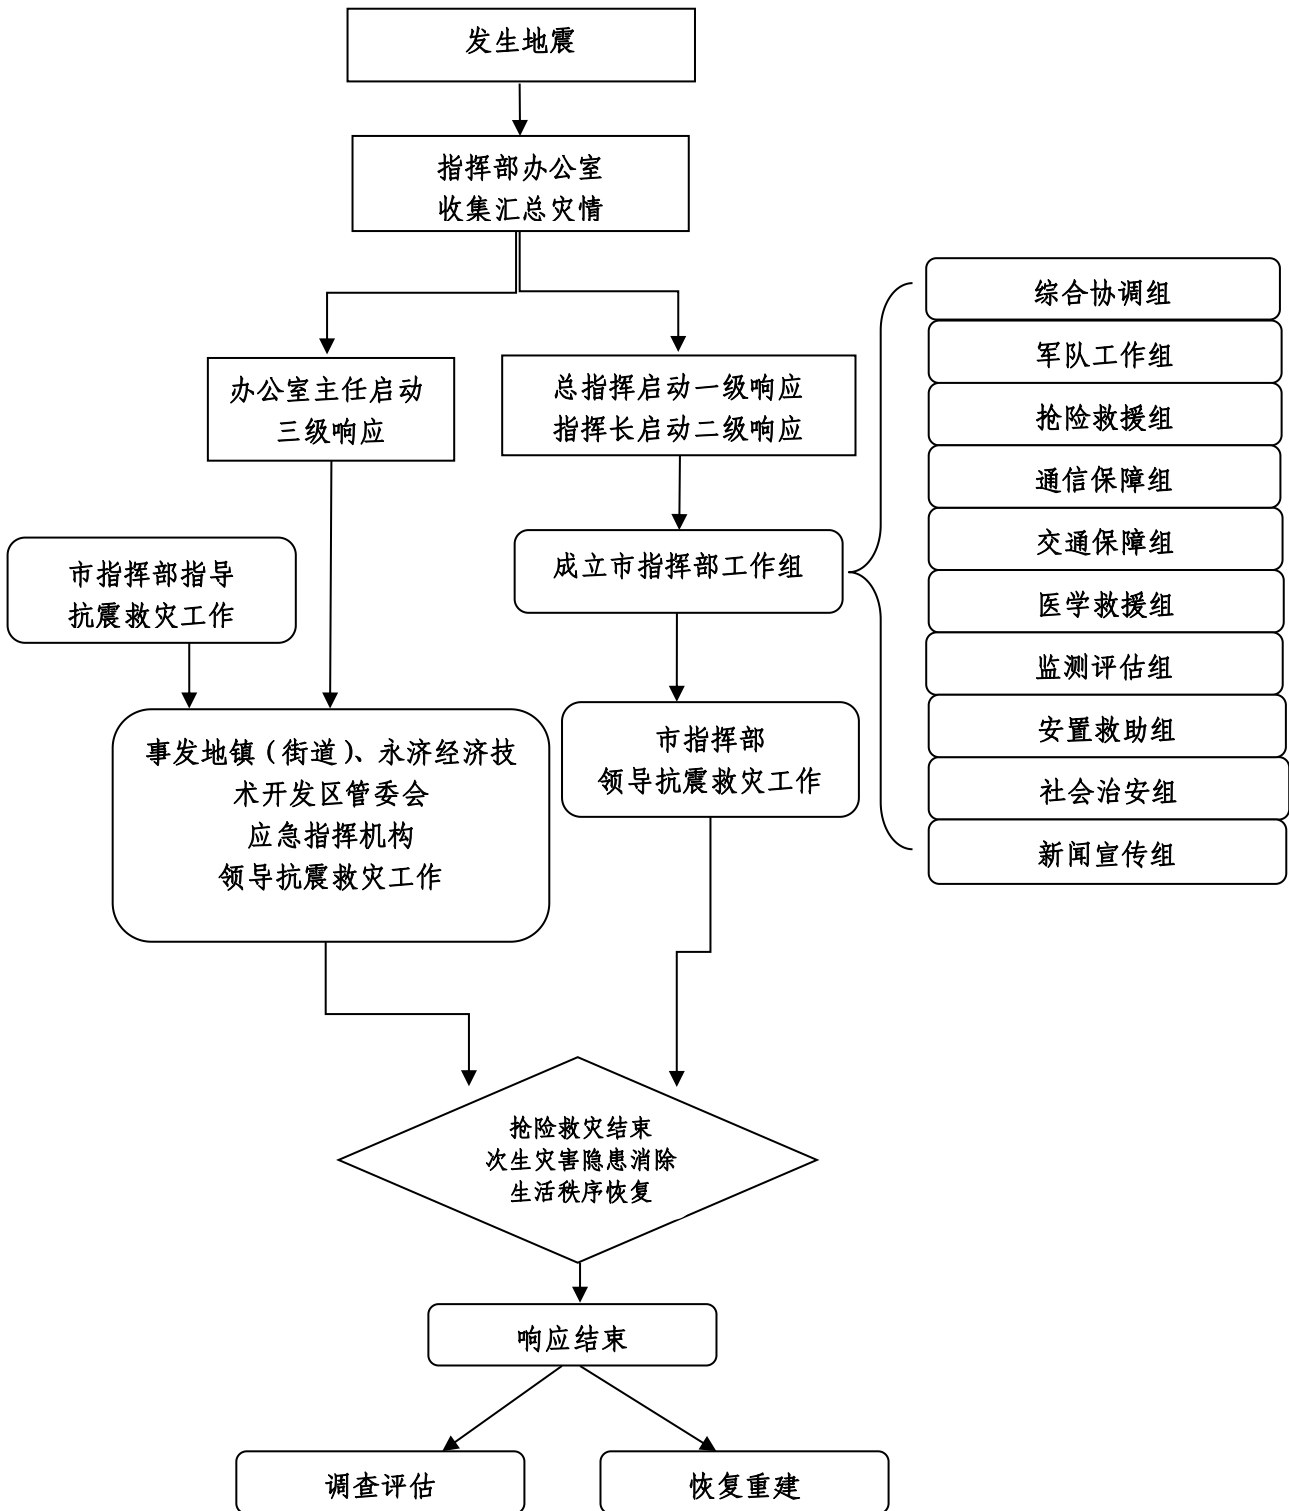 发生地震
指挥部办公室
收集汇总灾情
办公室主任启动
三级响应
总指挥启动一级响应
指挥长启动二级响应
市指挥部指导
抗震救灾工作
成立市指挥部工作组
综合协调组
军队工作组
抢险救援组
通信保障组
交通保障组
医学救援组
监测评估组
安置救助组
社会治安组
新闻宣传组
事发地镇（街道）、永济经济技
术开发区管委会
应急指挥机构
领导抗震救灾工作
市指挥部
领导抗震救灾工作
抢险救灾结束
次生灾害隐患消除
生活秩序恢复
响应结束
调查评估
恢复重建